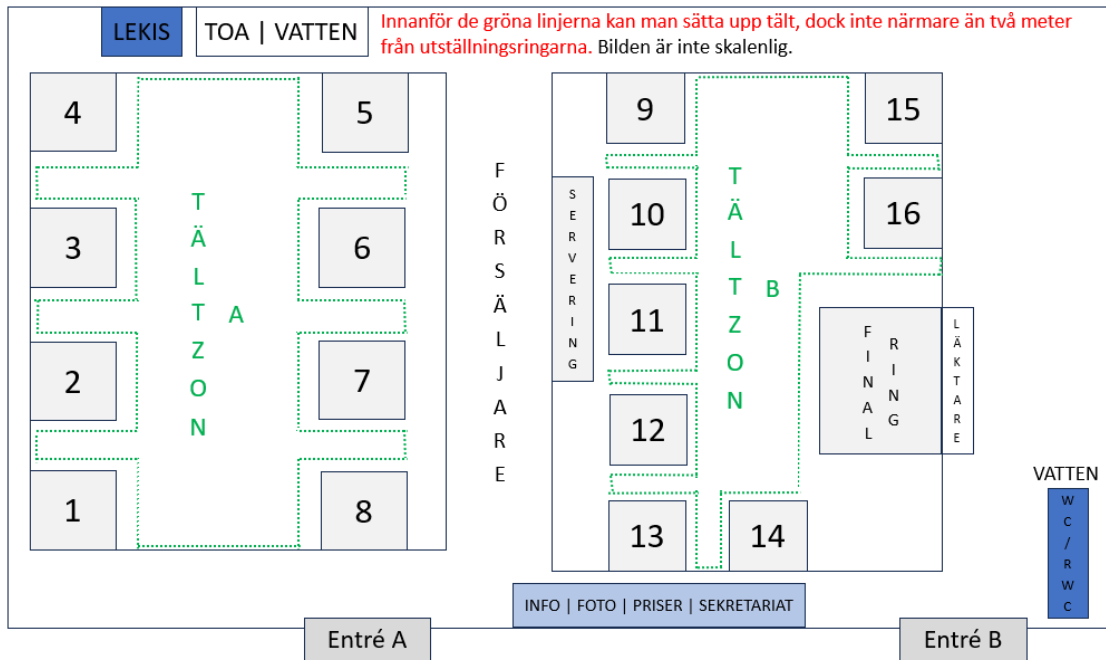 LEKIS
TOA | VATTEN
Innanför de gröna linjerna kan man sätta upp tält, dock inte närmare än två meter
från utställningsringarna. Bilden är inte skalenlig.
4
5
3
6
2
7
1
8
TÄLTZON
A
FÖRSÄLJARE
9
15
10
16
11
12
13
14
SERVERING
TÄLTZON
B
FINAL
RING
LÄKTARE
VATTEN
WC/RWC
INFO | FOTO | PRISER | SEKRETARIAT
Entré A
Entré B